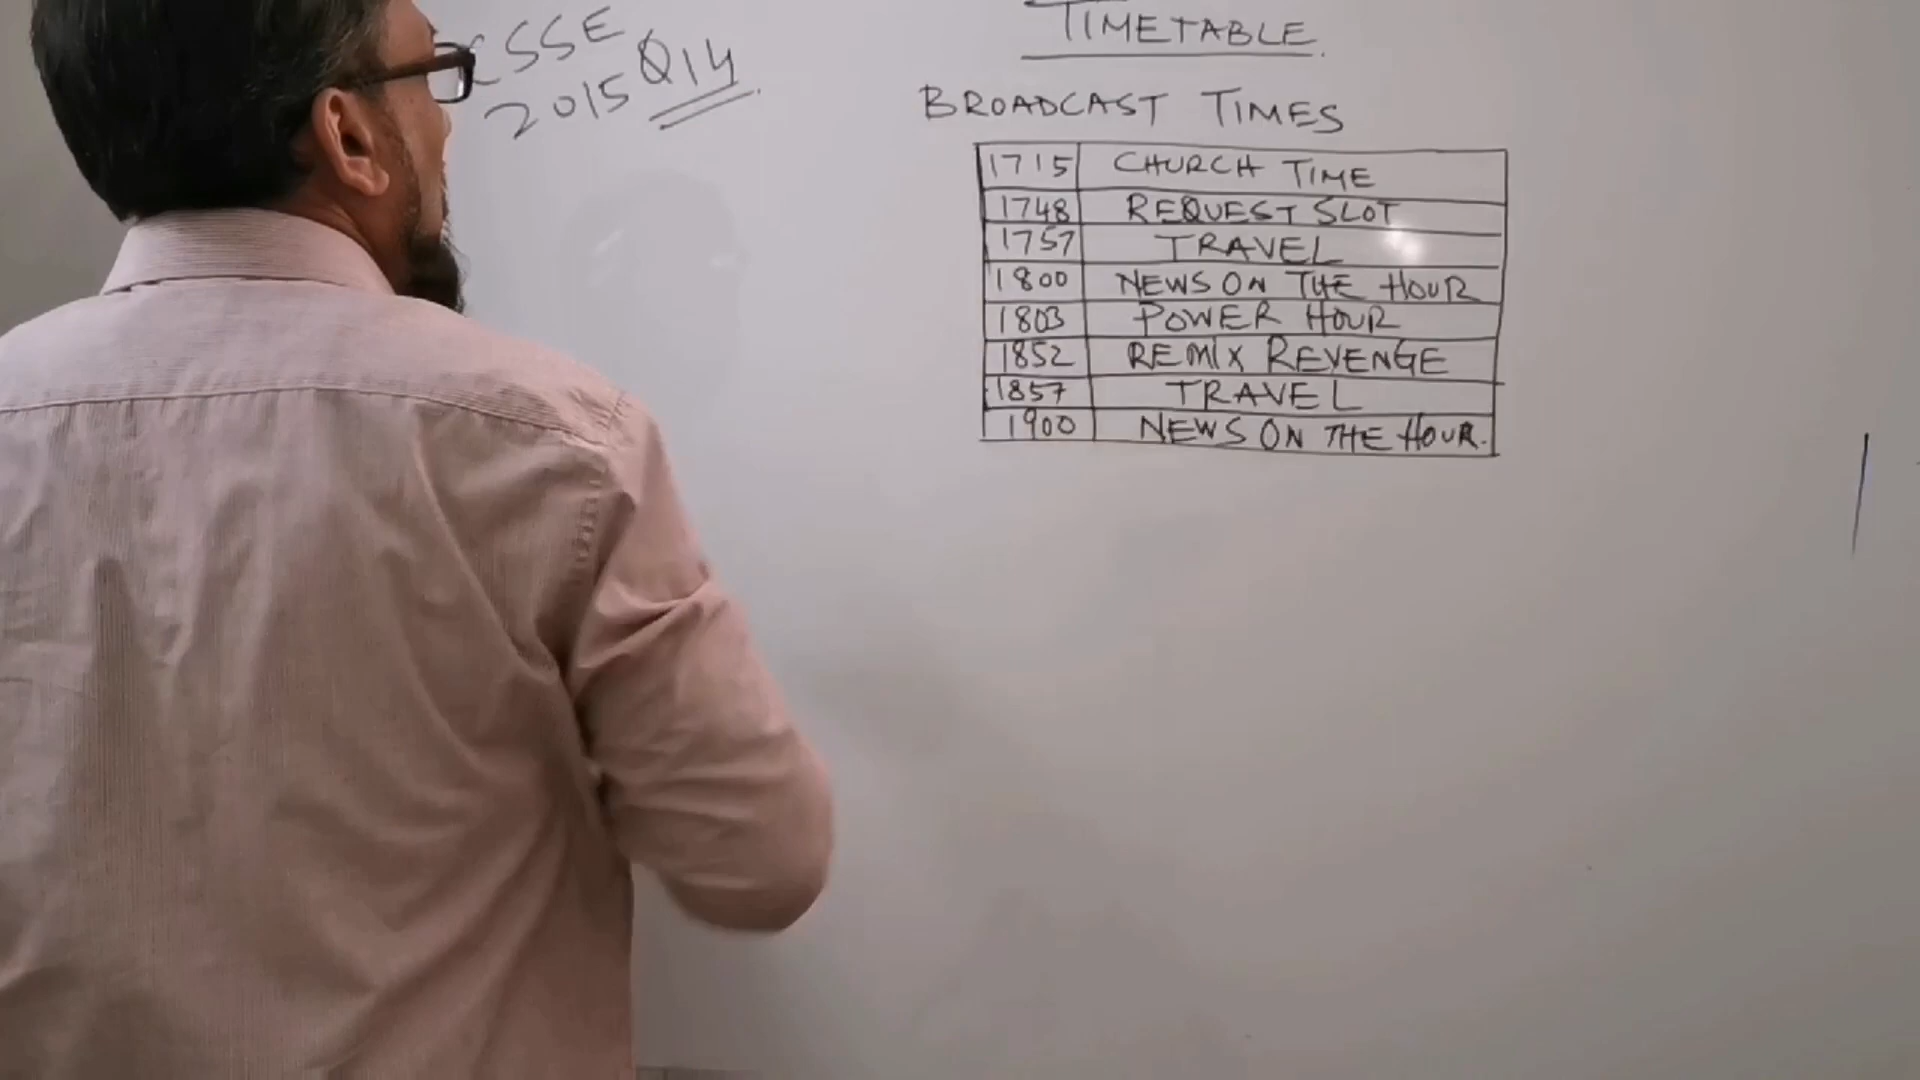 CSSE
2015 Q14
TIMETABLE.
BROADCAST TIMES
1715 CHURCH TIME
1748 REQUEST SLOT
1757 TRAVEL
1800 NEWS ON THE HOUR
1803 POWER HOUR
1852 REMIX REVENGE
1857 TRAVEL
1900 NEWS ON THE HOUR.